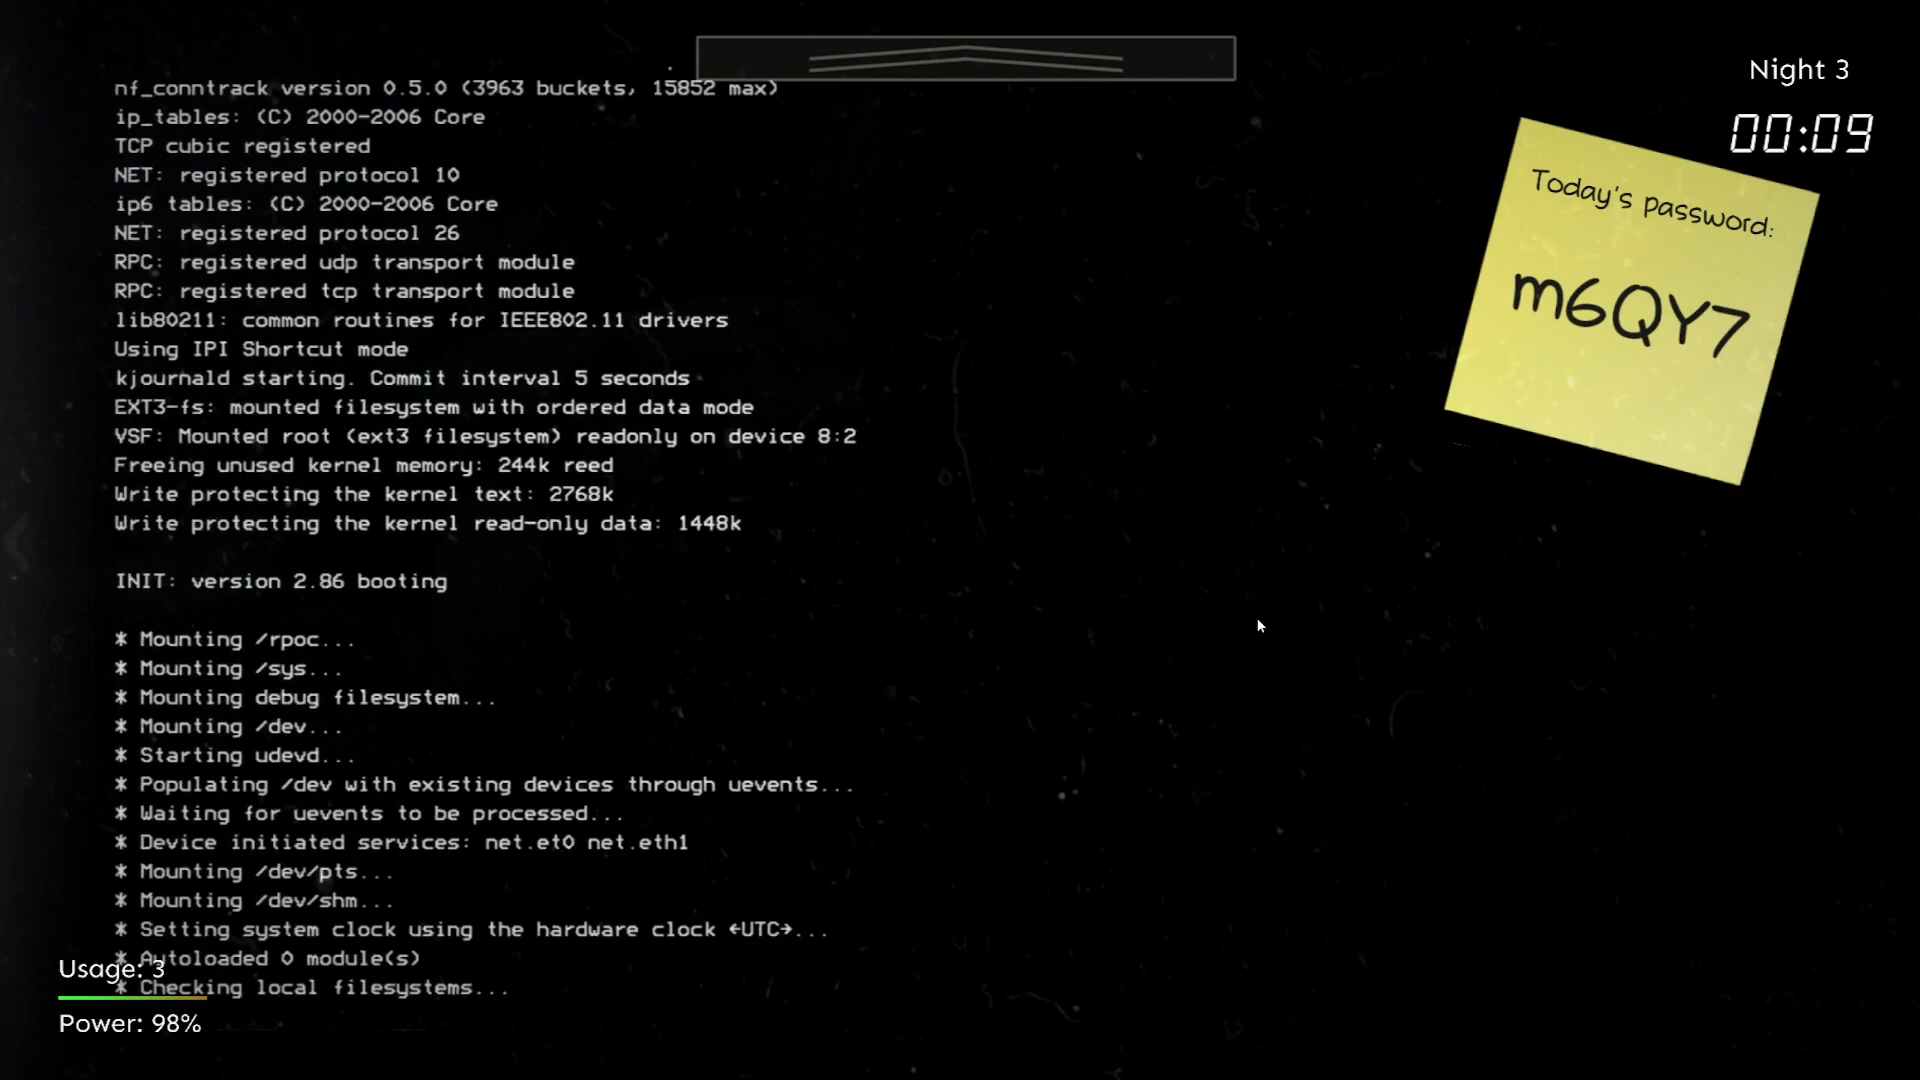 nf_conntrack version 0.5.0 (3963 buckets, 15852 max)
ip_tables: (C) 2000-2006 Core
TCP cubic registered
NET: registered protocol 10
ip6 tables: (C) 2000-2006 Core
NET: registered protocol 26
RPC: registered udp transport module
RPC: registered tcp transport module
lib80211: common routines for IEEE802.11 drivers
Using IPI Shortcut mode
kjournald starting. Commit interval 5 seconds
EXT3-fs: mounted filesystem with ordered data mode
VSF: Mounted root (ext3 filesystem) readonly on device 8:2
Freeing unused kernel memory: 244k reed
Write protecting the kernel text: 2768k
Write protecting the kernel read-only data: 1448k
INIT: version 2.86 booting
* Mounting /rpoc...
* Mounting /sys...
* Mounting debug filesystem...
* Mounting /dev...
* Starting udevd...
* Populating /dev with existing devices through uevents...
* Waiting for uevents to be processed...
* Device initiated services: net.et0 net.eth1
* Mounting /dev/pts...
* Mounting /dev/shm...
* Setting system clock using the hardware clock ←UTC→...
* Autoloaded 0 module(s)
* Checking local filesystems...
Usage: 3
Power: 98%
Night 3
00:09
Today's password:
m6QY7